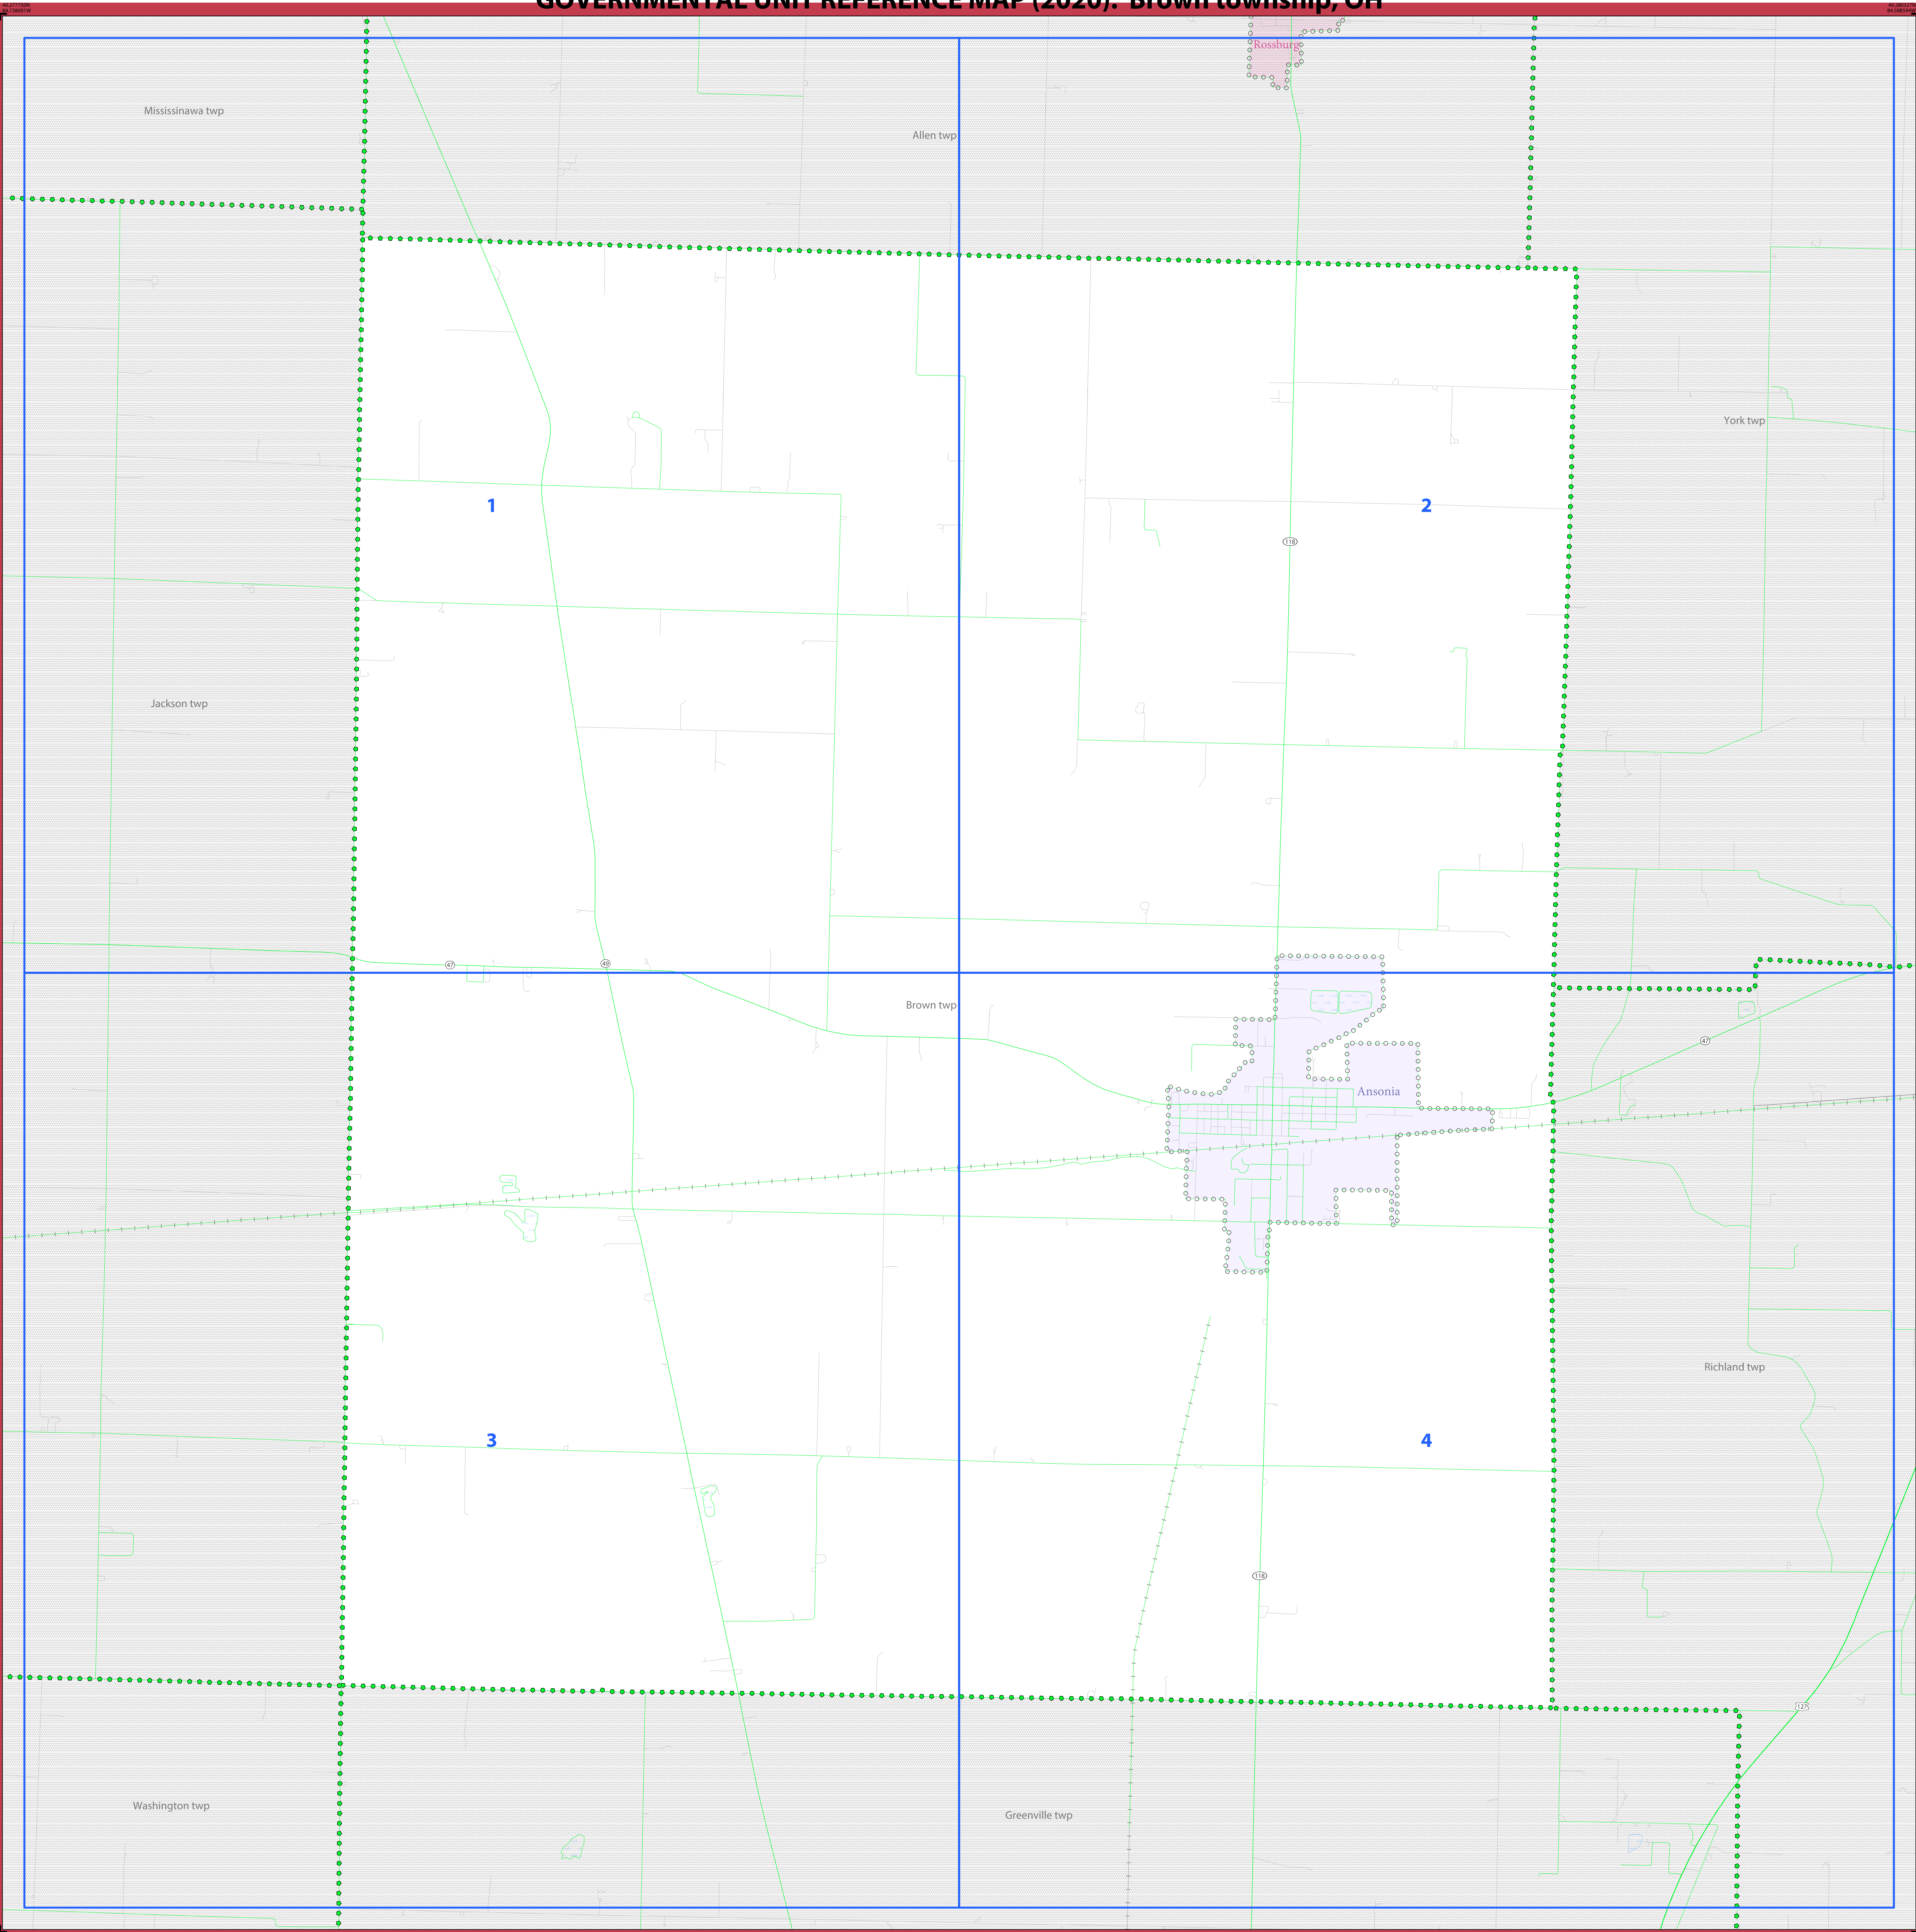 GOVERNMENTAL UNIT REFERENCE MAP (2020): Brown township, OH
Rossburg
Mississinawa twp
Allen twp
York twp
1
2
118
Jackson twp
47
49
Brown twp
47
Ansonia
Richland twp
3
4
118
127
Washington twp
Greenville twp